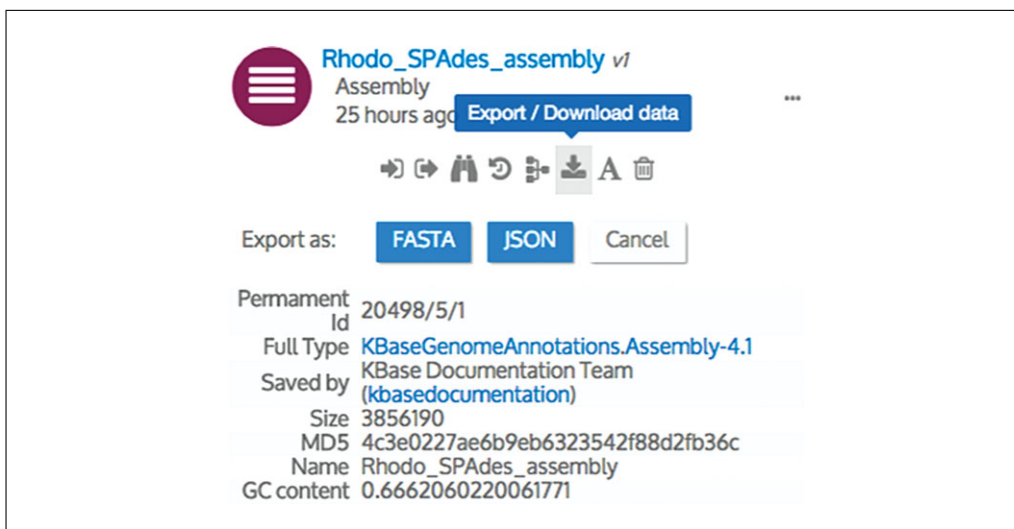 Rhodo_SPAdes_assembly v1
Assembly
25 hours ago
Export / Download data
Export as: FASTA JSON Cancel
Permament
Id 20498/5/1
Full Type KBaseGenomeAnnotations.Assembly-4.1
Saved by KBase Documentation Team
(kbasedocumentation)
Size 3856190
MD5 4c3e0227ae6b9eb6323542f88d2fb36c
Name Rhodo_SPAdes_assembly
GC content 0.6662060220061771